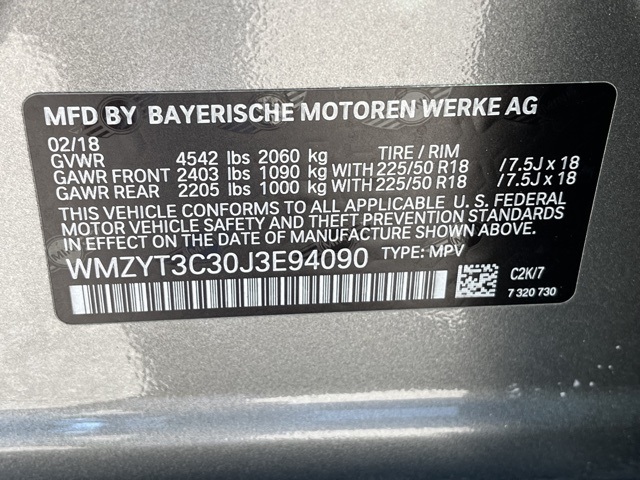 MFD BY BAYERISCHE MOTOREN WERKE AG
02/18
GVWR 4542 lbs 2060 kg TIRE / RIM
GAWR FRONT 2403 lbs 1090 kg WITH 225/50 R18 /7.5J x 18
GAWR REAR 2205 lbs 1000 kg WITH 225/50 R18 /7.5J x 18
THIS VEHICLE CONFORMS TO ALL APPLICABLE U. S. FEDERAL
MOTOR VEHICLE SAFETY AND THEFT PREVENTION STANDARDS
IN EFFECT ON THE DATE OF MANUFACTURE SHOWN ABOVE.
WMZYT3C30J3E94090 TYPE: MPV
C2K/7
7 320 730